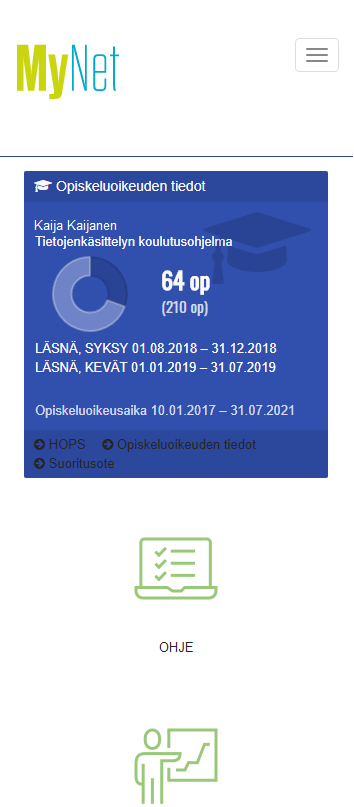 MyNet
Opiskeluoikeuden tiedot
Kaija Kaijanen
Tietojenkäsittelyn koulutusohjelma
64 op
(210 op)
LÄSNÄ, SYKSY 01.08.2018 – 31.12.2018
LÄSNÄ, KEVÄT 01.01.2019 – 31.07.2019
Opiskeluoikeusaika 10.01.2017 – 31.07.2021
HOPS Opiskeluoikeuden tiedot
Suoritusote
OHJE